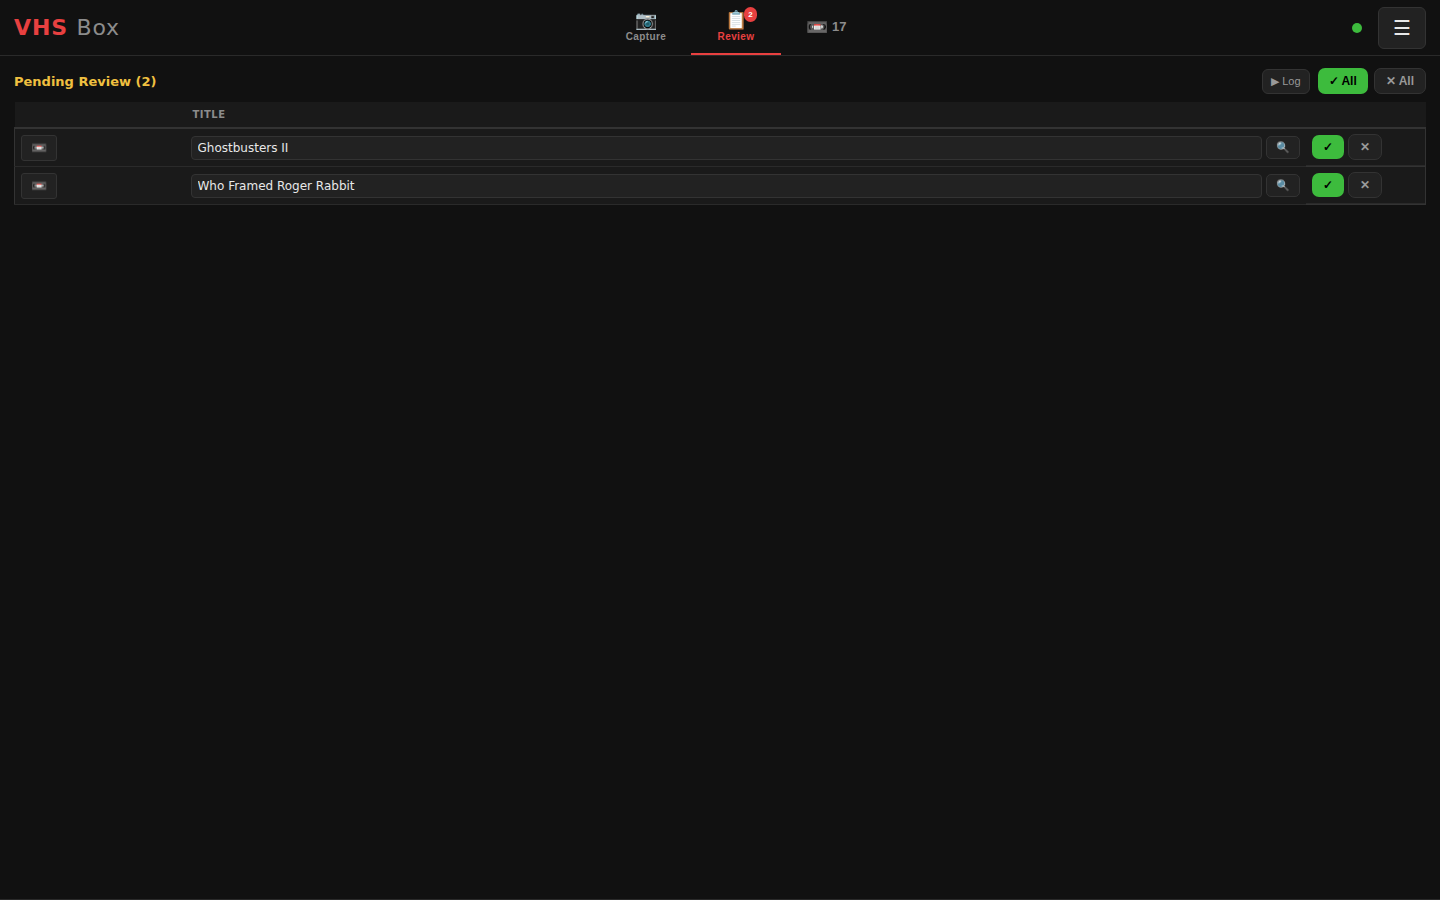 VHS Box
Capture
2
Review
17
Pending Review (2)
▶ Log
✓ All
✕ All
TITLE
Ghostbusters II
✓
✕
Who Framed Roger Rabbit
✓
✕